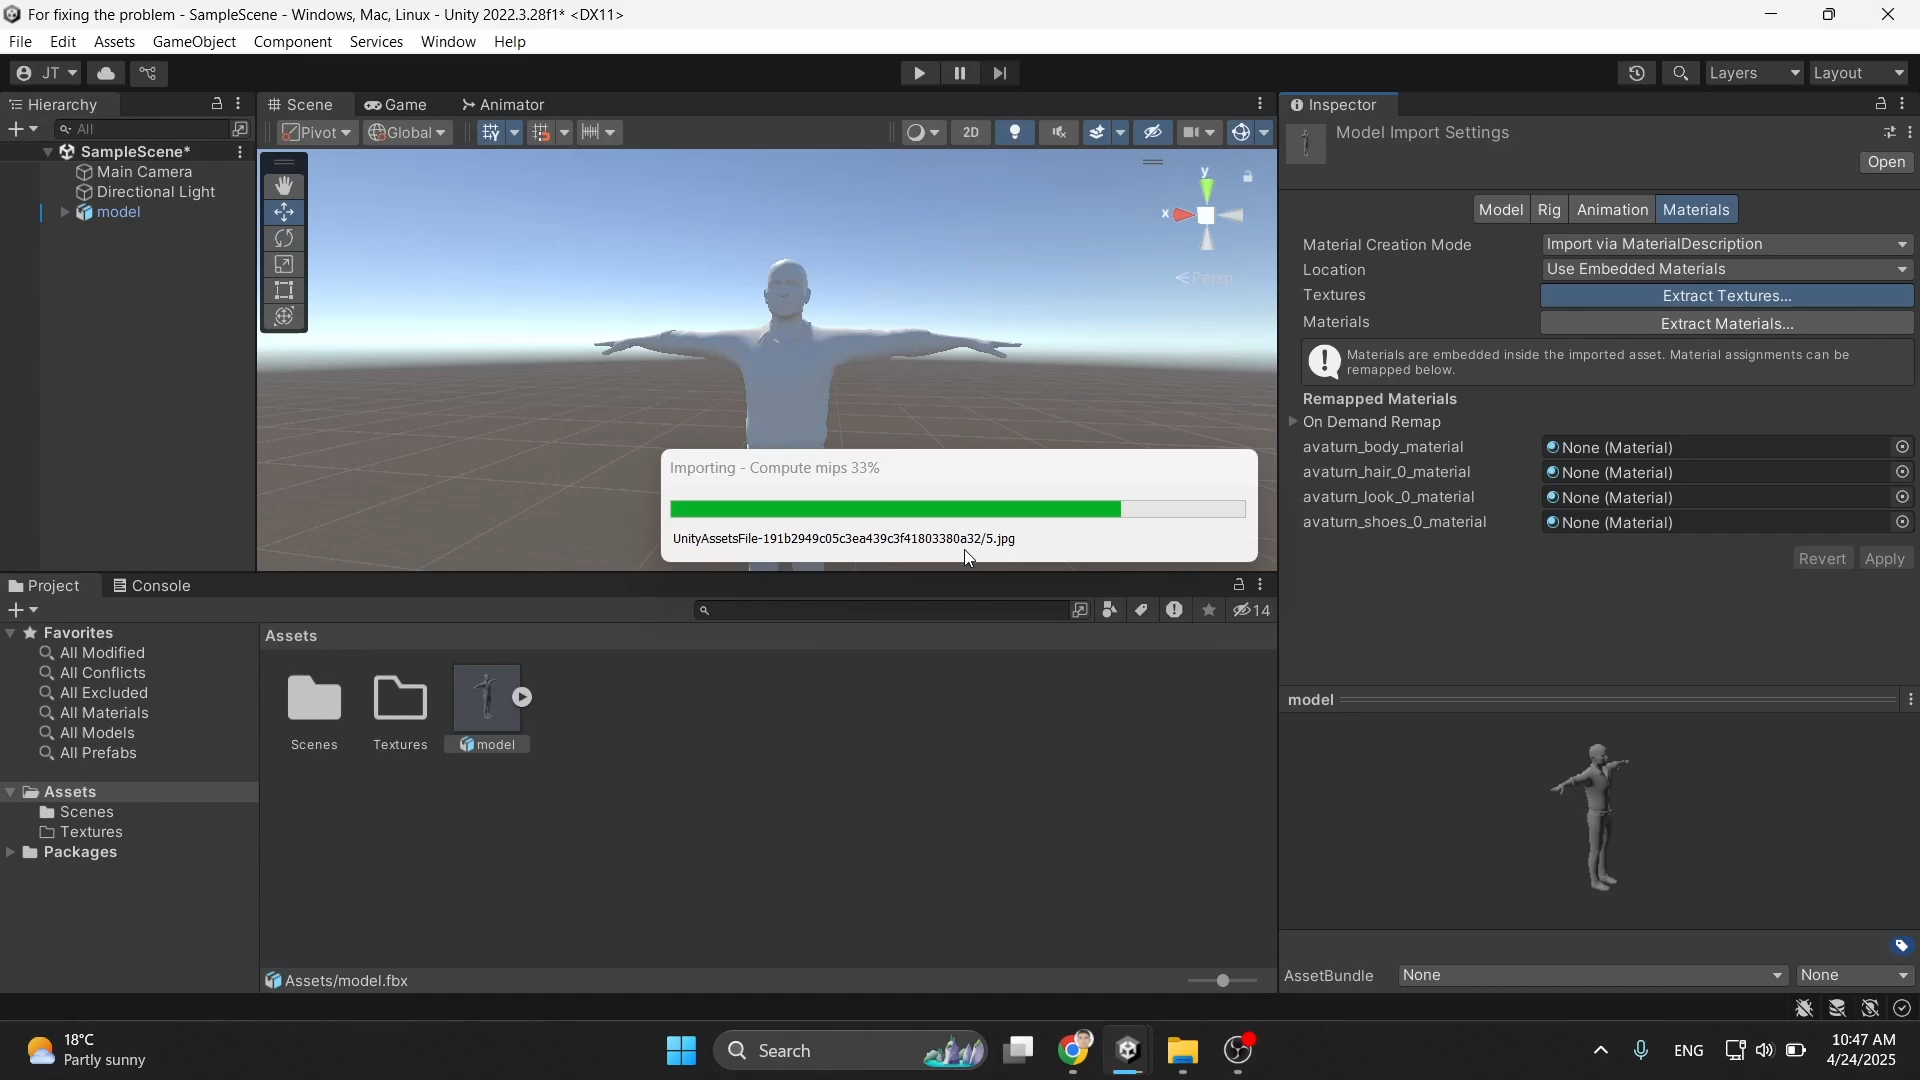 For fixing the problem - SampleScene - Windows, Mac, Linux - Unity 2022.3.28f1* <DX11>
File Edit Assets GameObject Component Services Window Help
JT
Layers
Layout
Hierarchy
Scene
Game
Animator
Inspector
All
Pivot
Global
2D
Model Import Settings
Open
SampleScene*
Main Camera
Directional Light
model
y
x
Persp
Model
Rig
Animation
Materials
Material Creation Mode
Import via MaterialDescription
Location
Use Embedded Materials
Textures
Extract Textures...
Materials
Extract Materials...
Materials are embedded inside the imported asset. Material assignments can be
remapped below.
Remapped Materials
On Demand Remap
avaturn_body_material
None (Material)
avaturn_hair_0_material
None (Material)
avaturn_look_0_material
None (Material)
avaturn_shoes_0_material
None (Material)
Revert
Apply
Importing - Compute mips 33%
UnityAssetsFile-191b2949c05c3ea439c3f41803380a32/5.jpg
Project
Console
14
Favorites
All Modified
All Conflicts
All Excluded
All Materials
All Models
All Prefabs
Assets
Scenes
Textures
Packages
Assets
Scenes
Textures
model
Assets/model.fbx
model
AssetBundle
None
None
18°C
Partly sunny
Search
ENG
10:47 AM
4/24/2025